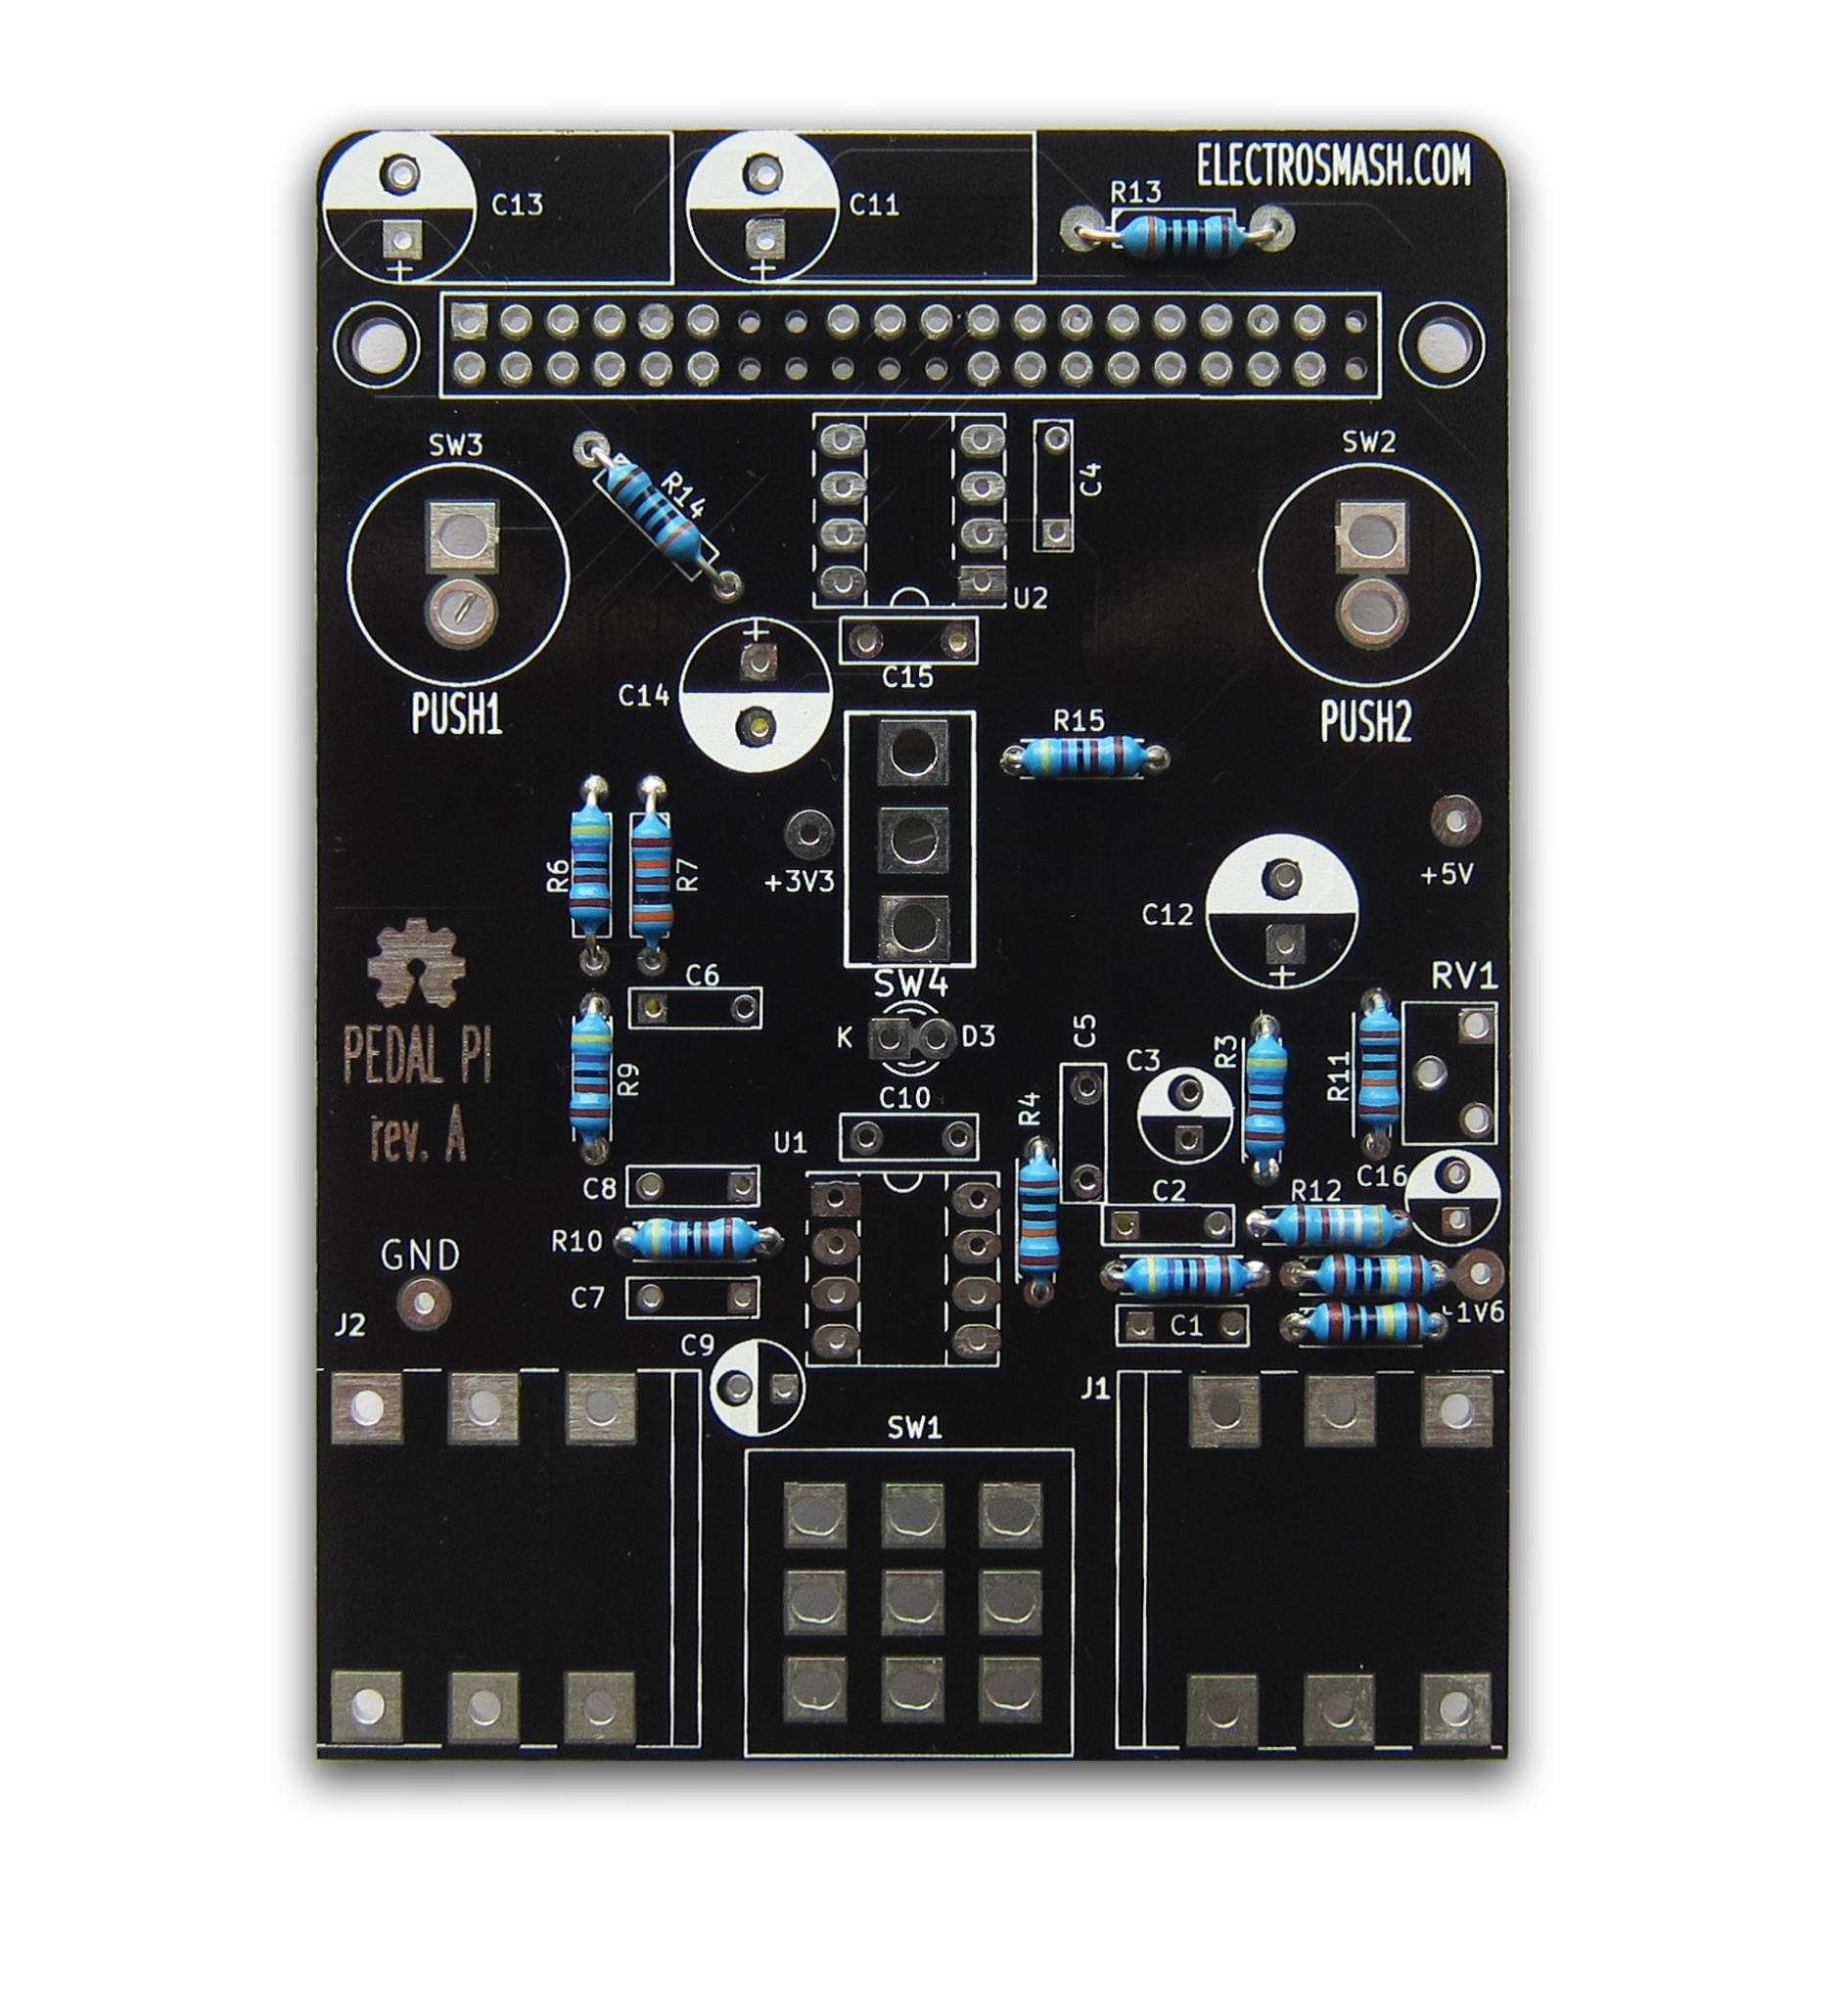 ELECTROSMASH.COM
R13
C13
C11
+
+
SW3
SW2
R14
C4
U2
+
C15
C14
PUSH1
PUSH2
R15
R6
R7
+3V3
+5V
C12
+
C6
SW4
RV1
PEDAL PI
rev. A
K
D3
C5
C3
R3
R11
R9
C10
R4
U1
C16
C8
C2
R12
R10
GND
C7
C1
+1V6
J2
C9
J1
SW1